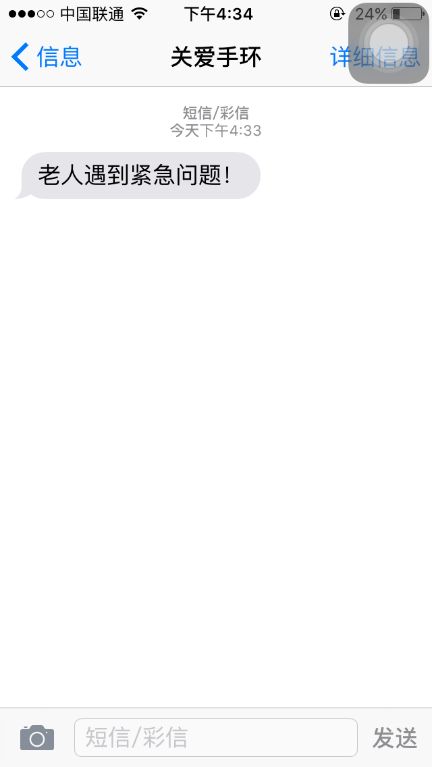 中国联通 下午4:34 24%
信息 关爱手环 详细信息
短信/彩信
今天下午4:33
老人遇到紧急问题！
短信/彩信 发送